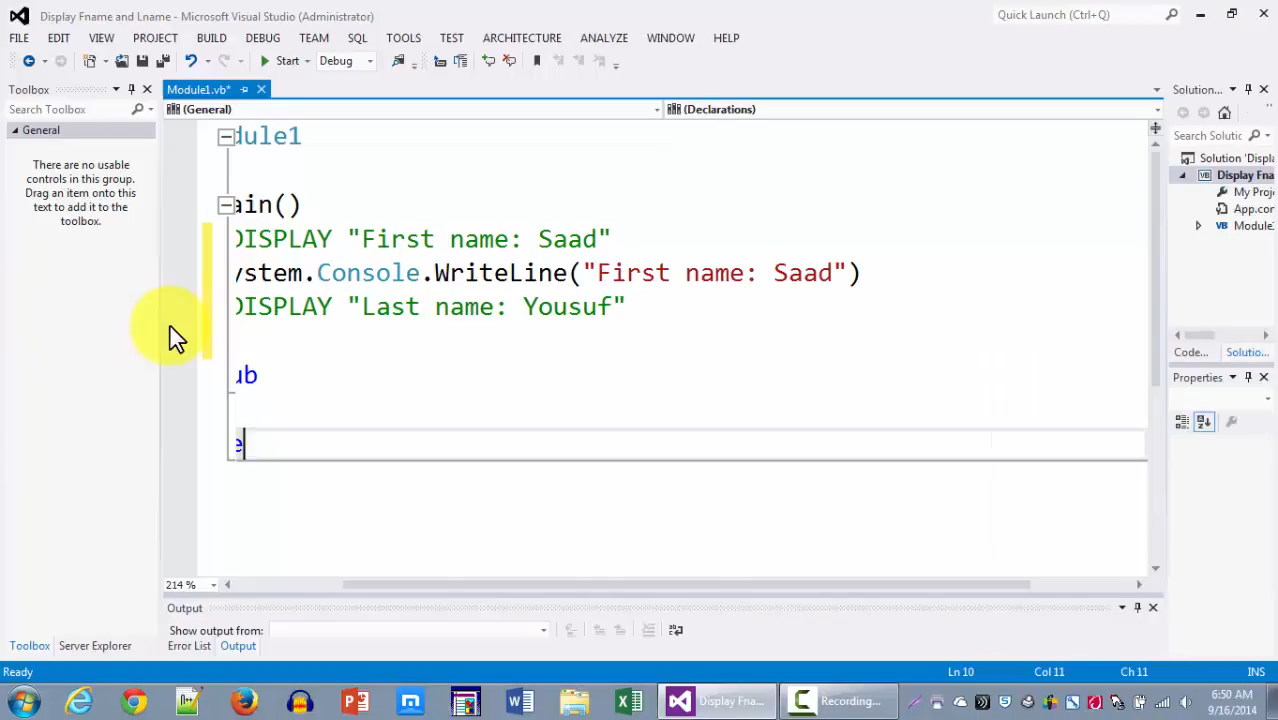 Display Fname and Lname - Microsoft Visual Studio (Administrator)
Quick Launch (Ctrl+Q)
FILE EDIT VIEW PROJECT BUILD DEBUG TEAM SQL TOOLS TEST ARCHITECTURE ANALYZE WINDOW HELP
Start Debug
Toolbox
Module1.vb*
Solution...
Search Toolbox
(General)
(Declarations)
General
Search Solutic
There are no usable
controls in this group.
Drag an item onto this
text to add it to the
toolbox.
dule1
Solution 'Displ
Display Fna
My Proj
App.con
Module
ain()
DISPLAY "First name: Saad"
ystem.Console.WriteLine("First name: Saad")
DISPLAY "Last name: Yousuf"
ub
e
Code... Solutio...
Properties
214 %
Output
Show output from:
Toolbox Server Explorer
Error List Output
Ready
Ln 10 Col 11 Ch 11 INS
Display Fna...
Recording...
6:50 AM
9/16/2014